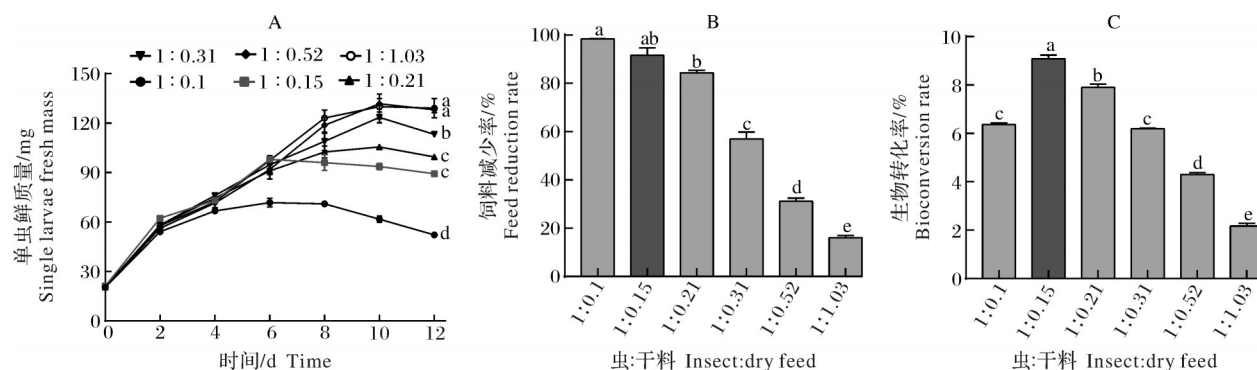 A
1∶0.31 1∶0.52 1∶1.03
1∶0.1 1∶0.15 1∶0.21
150
120
90
60
30
0
a
a
b
c
c
d
0 2 4 6 8 10 12
单虫鲜质量/mg
Single larvae fresh mass
时间/d Time
B
100
80
60
40
20
0
a ab b c d e
饲料减少率/%
Feed reduction rate
1∶0.1 1∶0.15 1∶0.21 1∶0.31 1∶0.52 1∶1.03
虫:干料 Insect:dry feed
C
10
8
6
4
2
0
c a b c d e
生物转化率/%
Bioconversion rate
1∶0.1 1∶0.15 1∶0.21 1∶0.31 1∶0.52 1∶1.03
虫:干料 Insect:dry feed